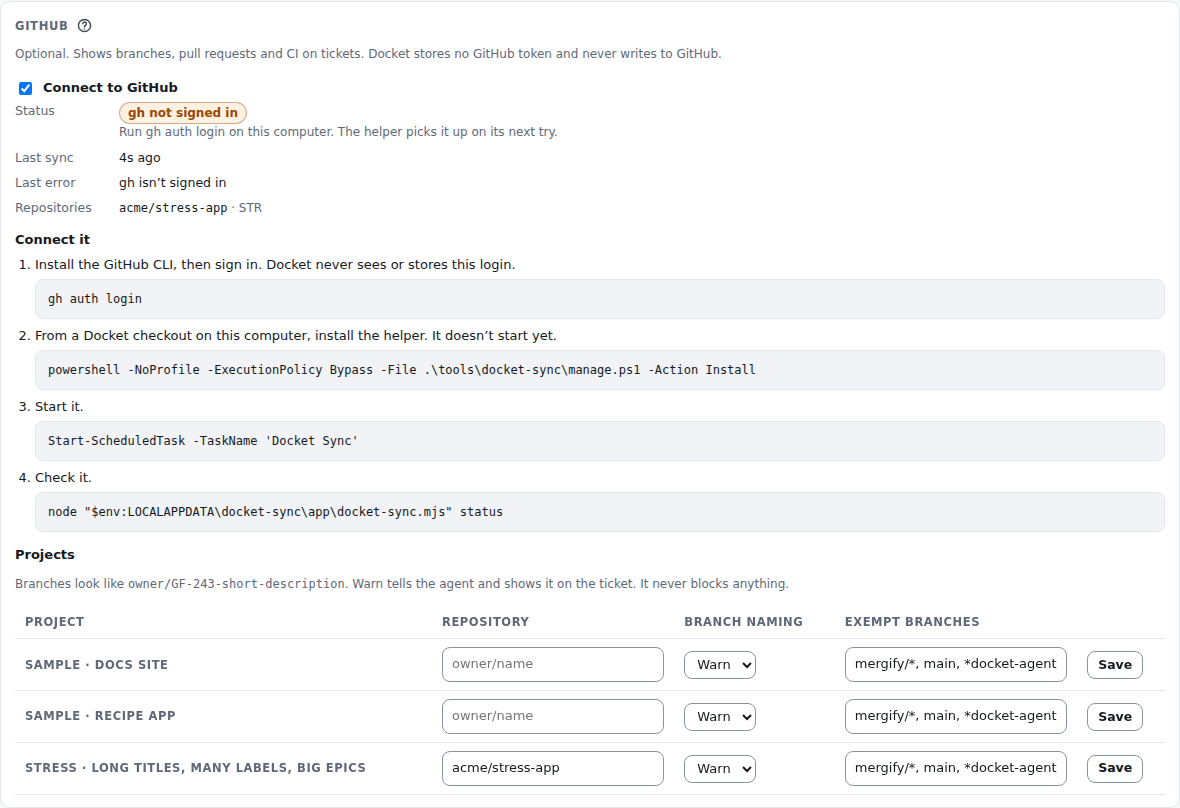 GITHUB ?
Optional. Shows branches, pull requests and CI on tickets. Docket stores no GitHub token and never writes to GitHub.
Connect to GitHub
Status gh not signed in
Run gh auth login on this computer. The helper picks it up on its next try.
Last sync 4s ago
Last error gh isn’t signed in
Repositories acme/stress-app · STR
Connect it
1. Install the GitHub CLI, then sign in. Docket never sees or stores this login.
gh auth login
2. From a Docket checkout on this computer, install the helper. It doesn’t start yet.
powershell -NoProfile -ExecutionPolicy Bypass -File .\tools\docket-sync\manage.ps1 -Action Install
3. Start it.
Start-ScheduledTask -TaskName 'Docket Sync'
4. Check it.
node "$env:LOCALAPPDATA\docket-sync\app\docket-sync.mjs" status
Projects
Branches look like owner/GF-243-short-description. Warn tells the agent and shows it on the ticket. It never blocks anything.
PROJECT REPOSITORY BRANCH NAMING EXEMPT BRANCHES
SAMPLE · DOCS SITE owner/name Warn mergify/*, main, *docket-agent Save
SAMPLE · RECIPE APP owner/name Warn mergify/*, main, *docket-agent Save
STRESS · LONG TITLES, MANY LABELS, BIG EPICS acme/stress-app Warn mergify/*, main, *docket-agent Save